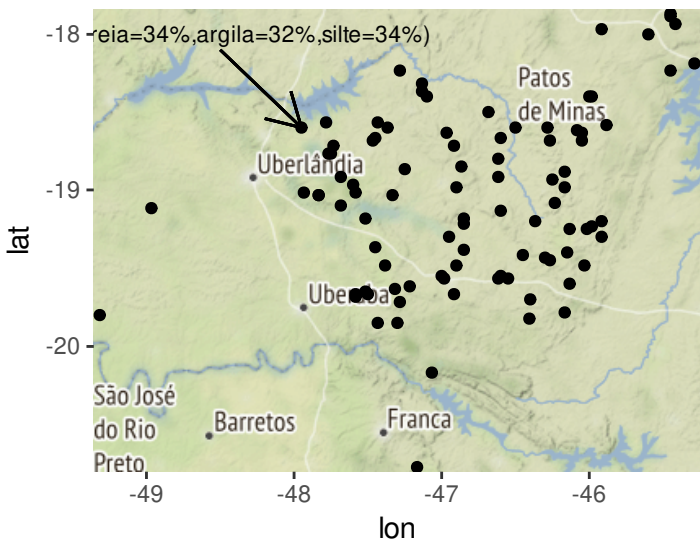 -18
reia=34%,argila=32%,silte=34%)
Patos
de Minas
-19
Uberlândia
lat
Uberaba
-20
São José
do Rio
Preto
Barretos
Franca
-49
-48
-47
-46
lon